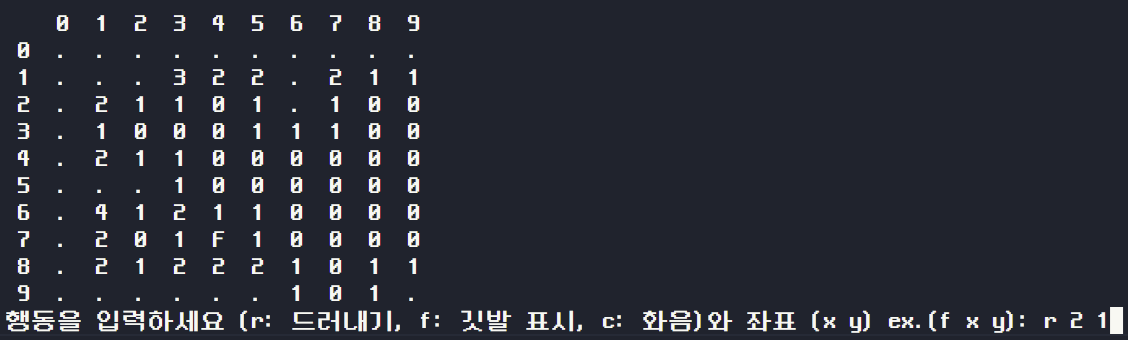 0 1 2 3 4 5 6 7 8 9
0 . . . . . . . . . .
1 . . . 3 2 2 . 2 1 1
2 . 2 1 1 0 1 . 1 0 0
3 . 1 0 0 0 1 1 1 0 0
4 . 2 1 1 0 0 0 0 0 0
5 . . . 1 0 0 0 0 0 0
6 . 4 1 2 1 1 0 0 0 0
7 . 2 0 1 F 1 0 0 0 0
8 . 2 1 2 2 2 1 0 1 1
9 . . . . . . 1 0 1 .
행동을 입력하세요 (r: 드러내기, f: 깃발 표시, c: 화음)와 좌표 (x y) ex.(f x y): r 2 1